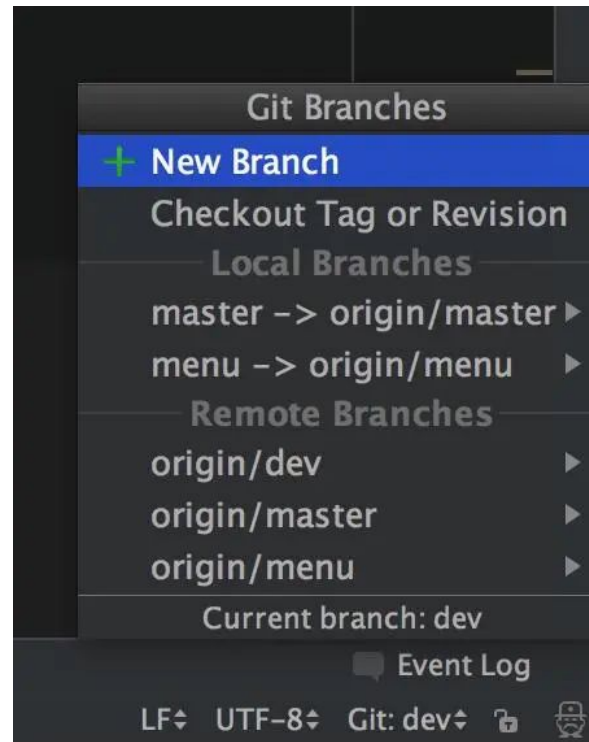 Git Branches
New Branch
Checkout Tag or Revision
Local Branches
master -> origin/master
menu -> origin/menu
Remote Branches
origin/dev
origin/master
origin/menu
Current branch: dev
Event Log
LF UTF-8 Git: dev